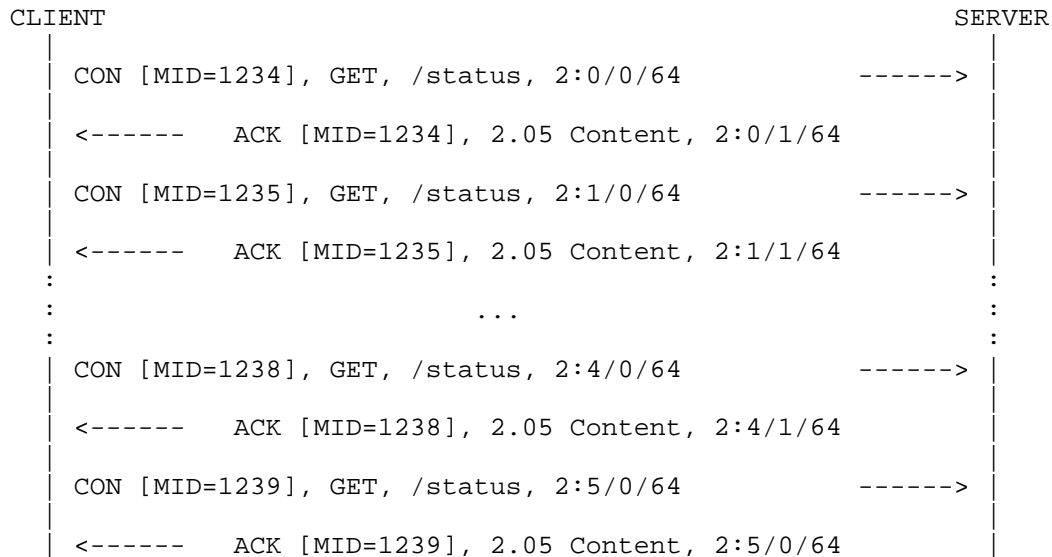 CLIENT                                                     SERVER
  |                                                          |
  | CON [MID=1234], GET, /status, 2:0/0/64           ------> |
  |                                                          |
  | <------   ACK [MID=1234], 2.05 Content, 2:0/1/64         |
  |                                                          |
  | CON [MID=1235], GET, /status, 2:1/0/64           ------> |
  |                                                          |
  | <------   ACK [MID=1235], 2.05 Content, 2:1/1/64         |
  :                                                          :
  :                          ...                             :
  :                                                          :
  | CON [MID=1238], GET, /status, 2:4/0/64           ------> |
  |                                                          |
  | <------   ACK [MID=1238], 2.05 Content, 2:4/1/64         |
  |                                                          |
  | CON [MID=1239], GET, /status, 2:5/0/64           ------> |
  |                                                          |
  | <------   ACK [MID=1239], 2.05 Content, 2:5/0/64         |